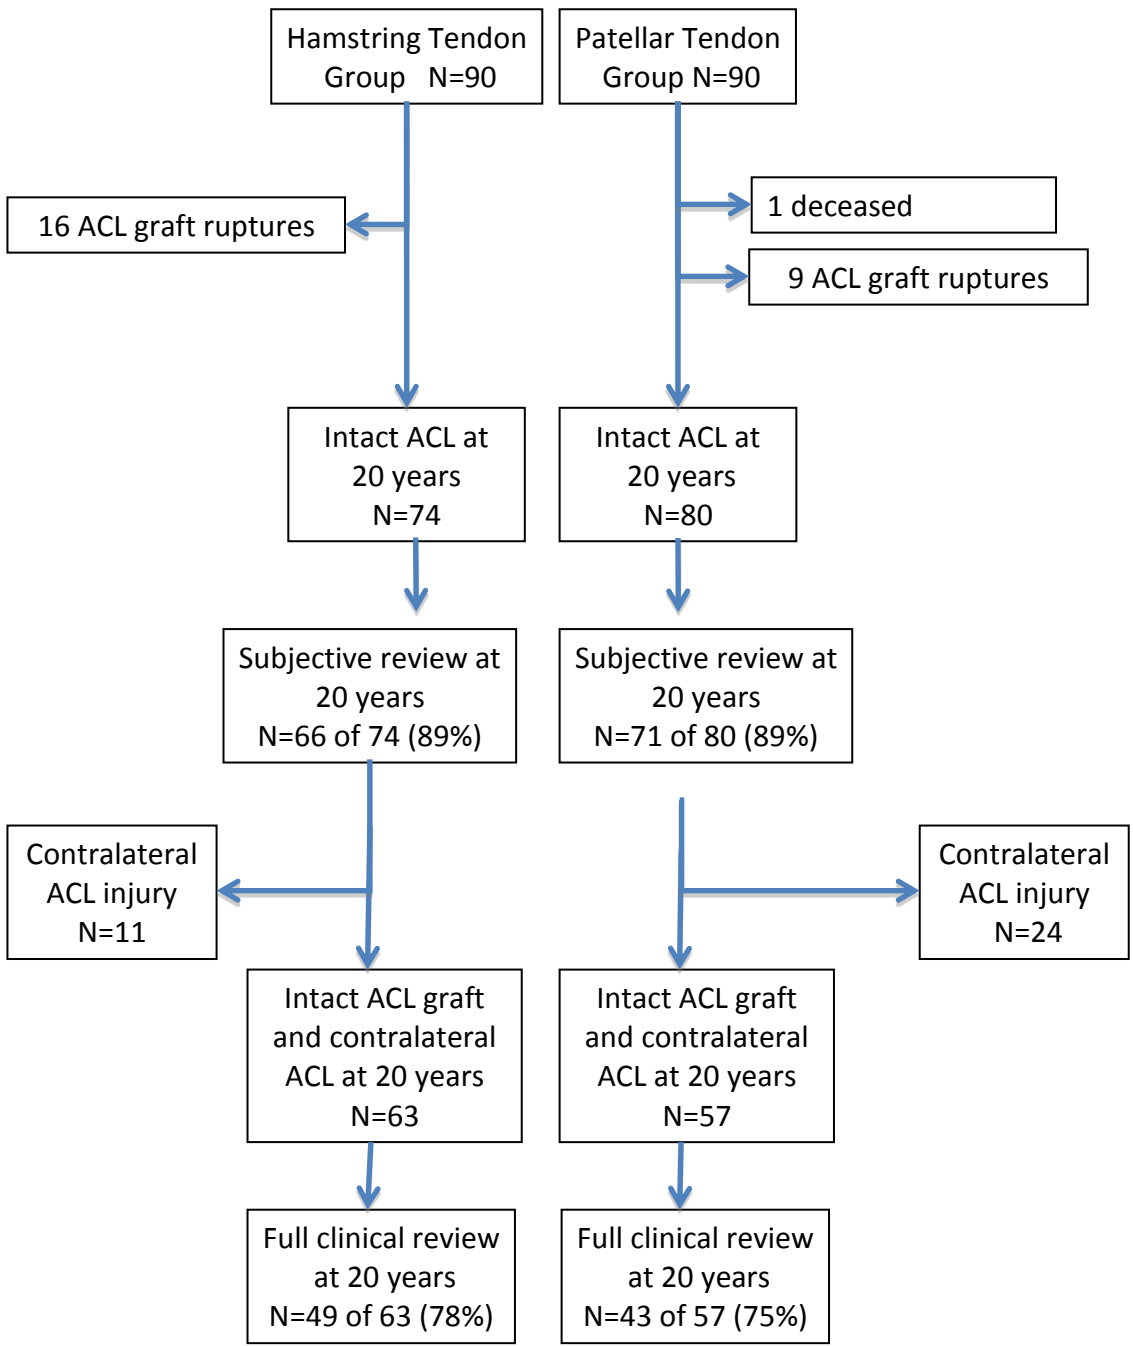 Hamstring Tendon
Group N=90
Patellar Tendon
Group N=90
16 ACL graft ruptures
1 deceased
9 ACL graft ruptures
Intact ACL at
20 years
N=74
Intact ACL at
20 years
N=80
Subjective review at
20 years
N=66 of 74 (89%)
Subjective review at
20 years
N=71 of 80 (89%)
Contralateral
ACL injury
N=11
Contralateral
ACL injury
N=24
Intact ACL graft
and contralateral
ACL at 20 years
N=63
Intact ACL graft
and contralateral
ACL at 20 years
N=57
Full clinical review
at 20 years
N=49 of 63 (78%)
Full clinical review
at 20 years
N=43 of 57 (75%)